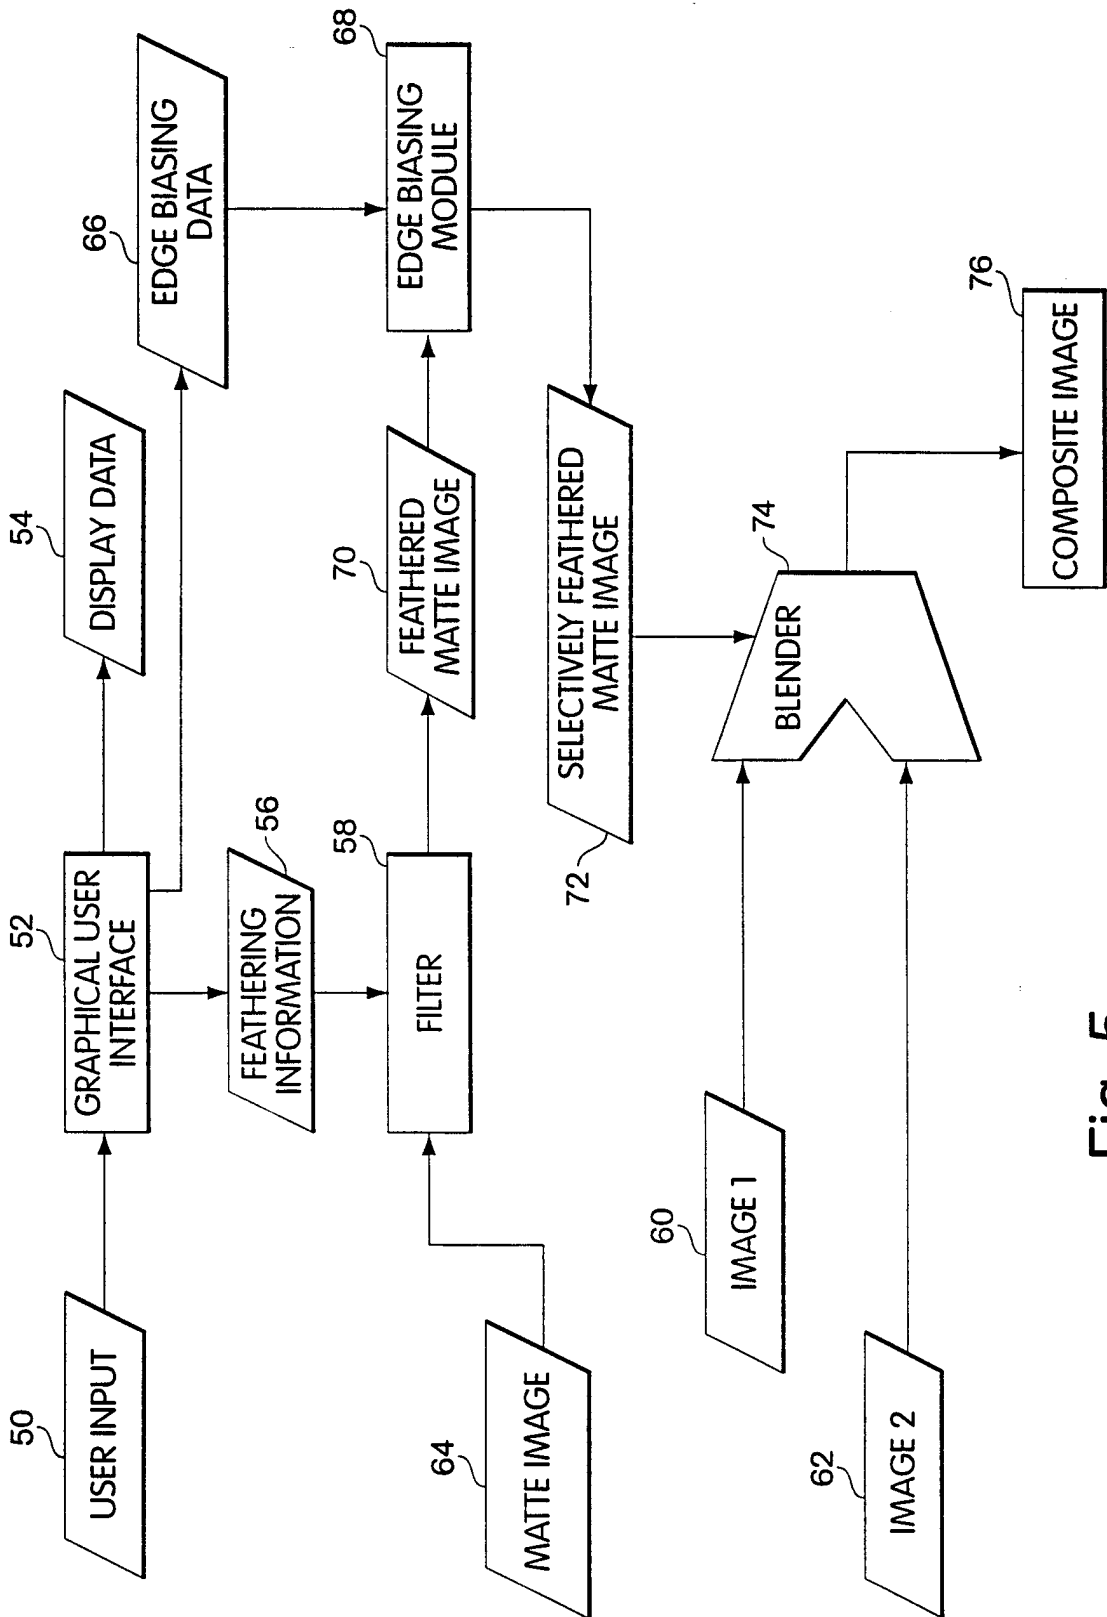 50
USER INPUT
52
GRAPHICAL USER
INTERFACE
54
DISPLAY DATA
66
EDGE BIASING
DATA
56
FEATHERING
INFORMATION
64
MATTE IMAGE
58
FILTER
70
FEATHERED
MATTE IMAGE
68
EDGE BIASING
MODULE
72
SELECTIVELY FEATHERED
MATTE IMAGE
60
IMAGE 1
62
IMAGE 2
74
BLENDER
76
COMPOSITE IMAGE
Fig. 5